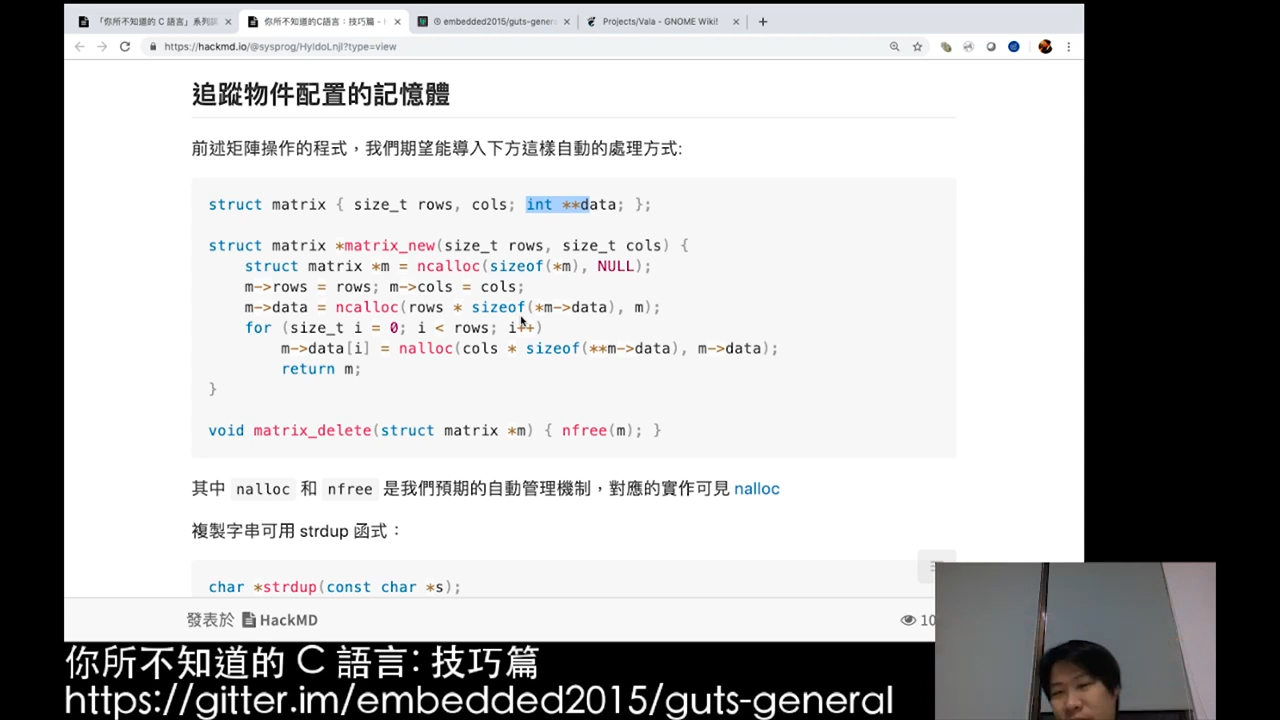 「你所不知道的 C 語言」系列講
你所不知道的C語言：技巧篇 - H
embedded2015/guts-genera
Projects/Vala - GNOME Wiki!
https://hackmd.io/@sysprog/HyIdoLnjl?type=view
追蹤物件配置的記憶體
前述矩陣操作的程式，我們期望能導入下方這樣自動的處理方式:
struct matrix { size_t rows, cols; int **data; };
struct matrix *matrix_new(size_t rows, size_t cols) {
struct matrix *m = ncalloc(sizeof(*m), NULL);
m->rows = rows; m->cols = cols;
m->data = ncalloc(rows * sizeof(*m->data), m);
for (size_t i = 0; i < rows; i++)
m->data[i] = nalloc(cols * sizeof(**m->data), m->data);
return m;
}
void matrix_delete(struct matrix *m) { nfree(m); }
其中 nalloc 和 nfree 是我們預期的自動管理機制，對應的實作可見 nalloc
複製字串可用 strdup 函式：
char *strdup(const char *s);
發表於 HackMD
10
你所不知道的 C 語言: 技巧篇
https://gitter.im/embedded2015/guts-general